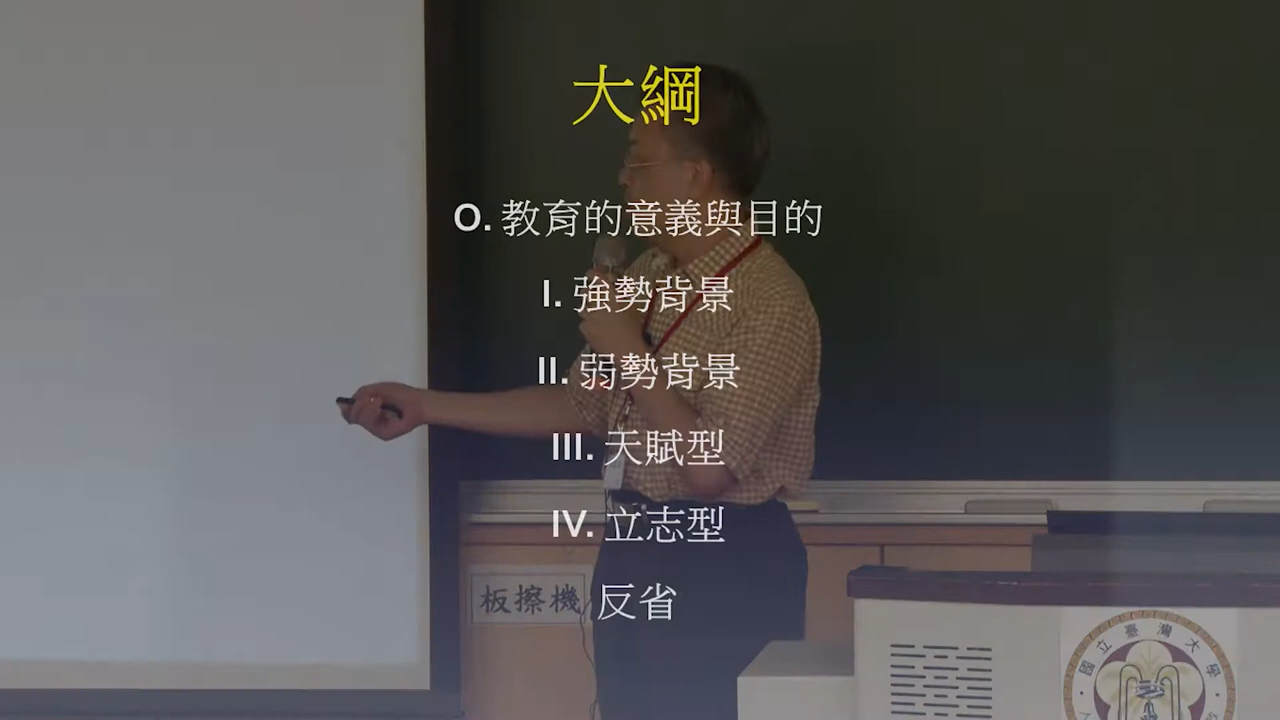 大綱
O. 教育的意義與目的
I. 強勢背景
II. 弱勢背景
III. 天賦型
IV. 立志型
反省
板擦機
國立臺灣大學